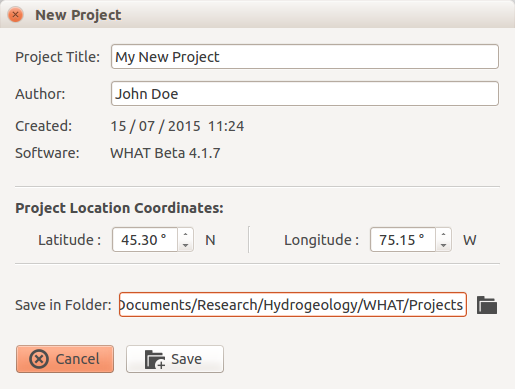 New Project
Project Title: My New Project
Author: John Doe
Created: 15 / 07 / 2015 11:24
Software: WHAT Beta 4.1.7
Project Location Coordinates:
Latitude : 45.30 ° N Longitude : 75.15 ° W
Save in Folder: Documents/Research/Hydrogeology/WHAT/Projects
Cancel Save